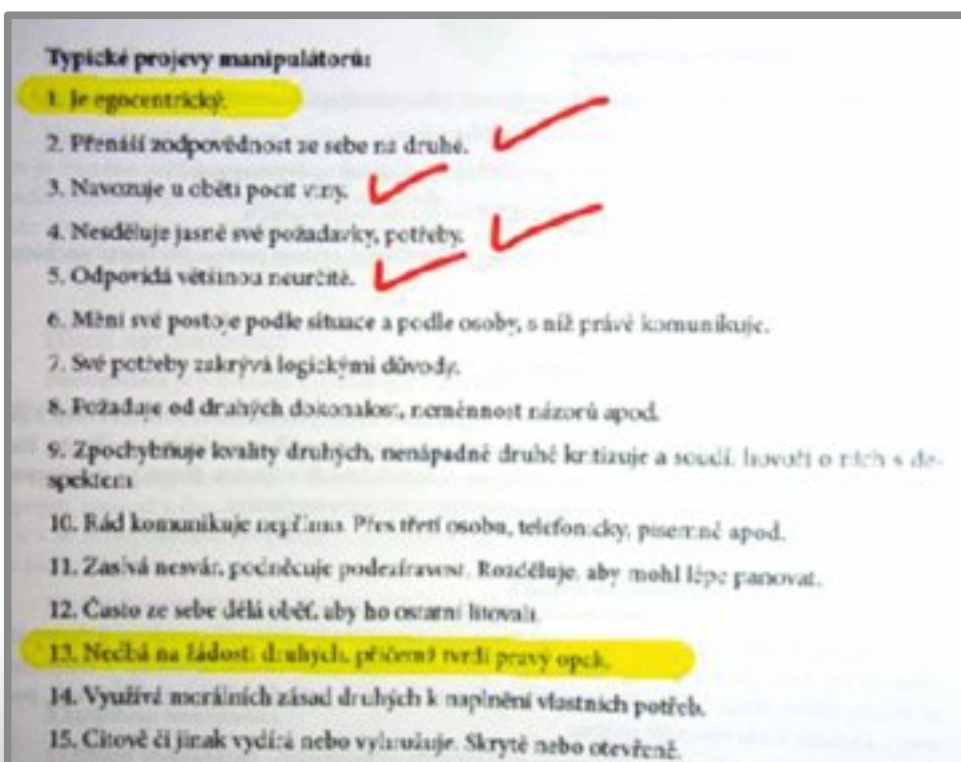 Typické projevy manipulátorů:
1. Je egocentrický.
2. Přenáší zodpovědnost ze sebe na druhé.
3. Navozuje u oběti pocit viny.
4. Nesděluje jasně své požadavky, potřeby.
5. Odpovídá většinou neurčitě.
6. Mění své postoje podle situace a podle osoby, s níž právě komunikuje.
7. Své potřeby zakrývá logickými důvody.
8. Požaduje od druhých dokonalost, neměnnost názorů apod.
9. Zpochybňuje kvality druhých, nenápadně druhé kritizuje a soudí, hovoří o nich s de-
spektem
10. Rád komunikuje nepřímo. Přes třetí osobu, telefonicky, písemně apod.
11. Zasívá nesvár, podněcuje podezíravost. Rozděluje, aby mohl lépe panovat.
12. Často ze sebe dělá oběť, aby ho ostatní litovali.
13. Nedbá na žádosti druhých, přičemž tvrdí pravý opak.
14. Využívá morálních zásad druhých k naplnění vlastních potřeb.
15. Citově či jinak vydírá nebo vyhrožuje. Skrytě nebo otevřeně.